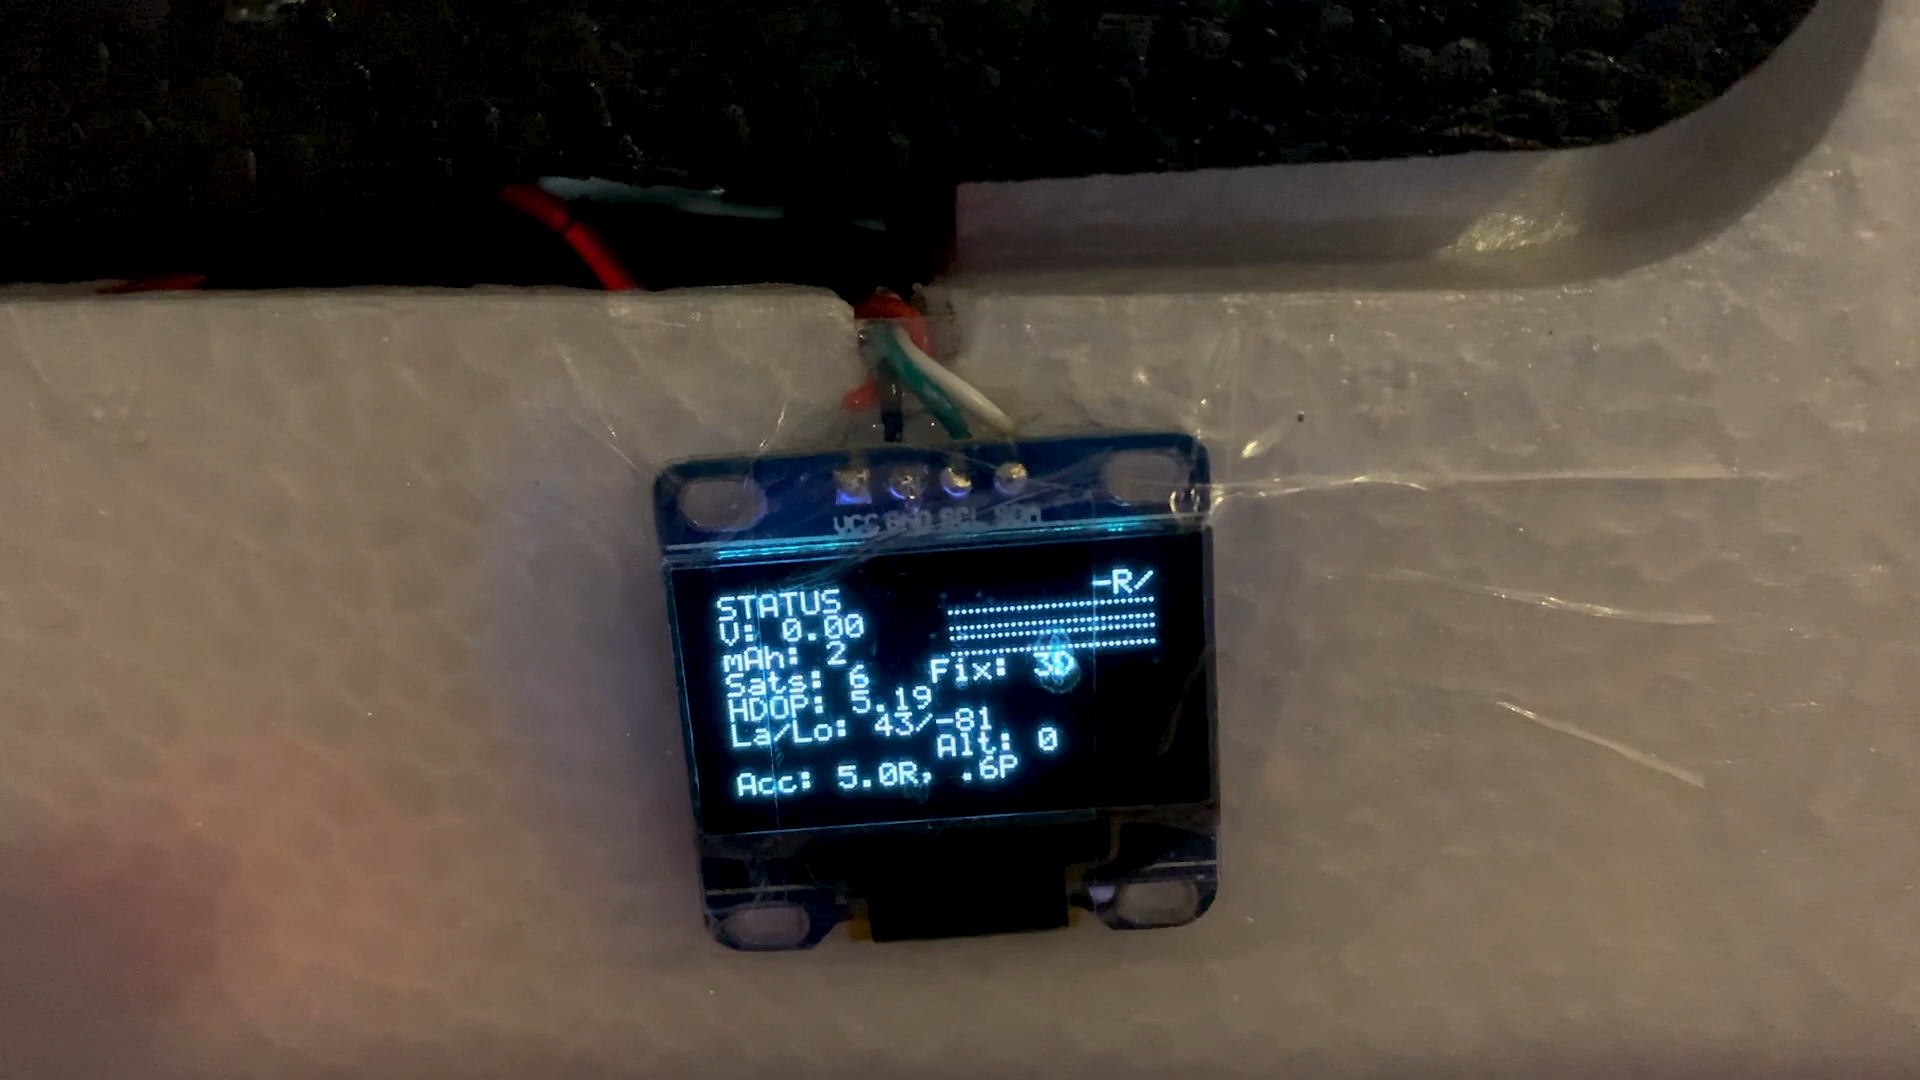 VCC GND SCL SDA
-R/
STATUS
V: 0.00
mAh: 2
Sats: 6 Fix: 3D
HDOP: 5.19
La/Lo: 43/-81
Alt: 0
Acc: 5.0R, .6P